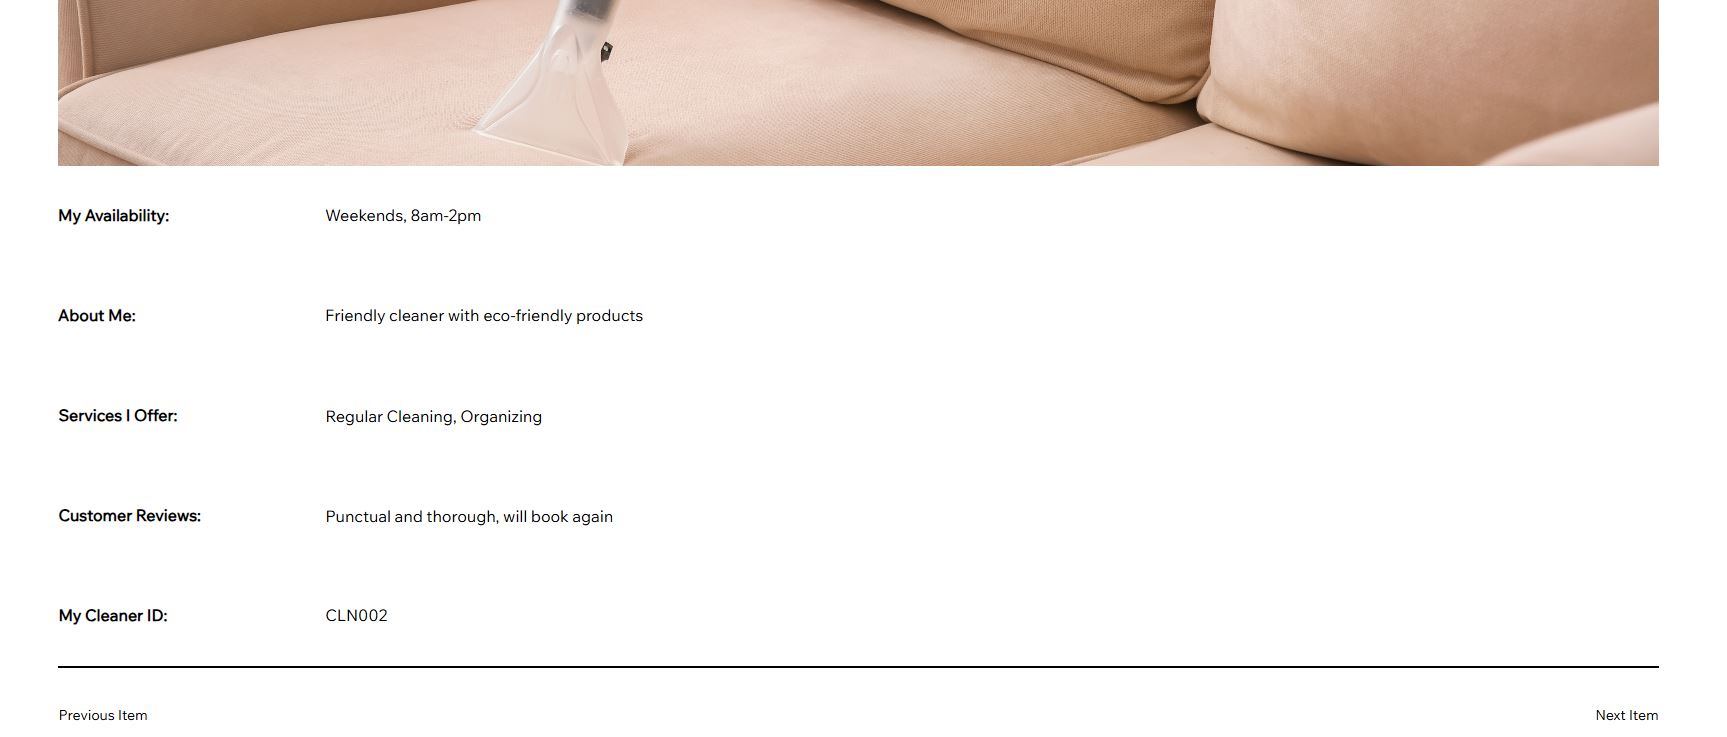 My Availability: Weekends, 8am-2pm
About Me: Friendly cleaner with eco-friendly products
Services I Offer: Regular Cleaning, Organizing
Customer Reviews: Punctual and thorough, will book again
My Cleaner ID: CLN002
Previous Item Next Item